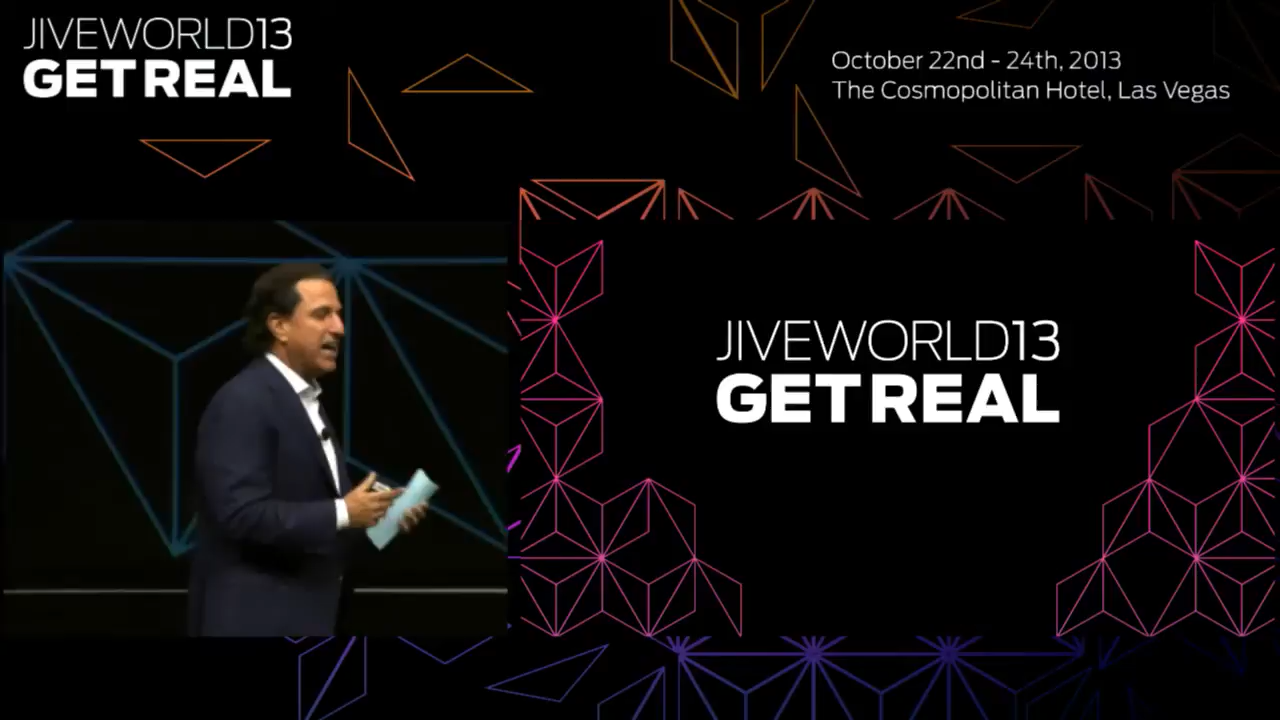 JIVEWORLD13
GET REAL
October 22nd - 24th, 2013
The Cosmopolitan Hotel, Las Vegas
JIVEWORLD13
GET REAL